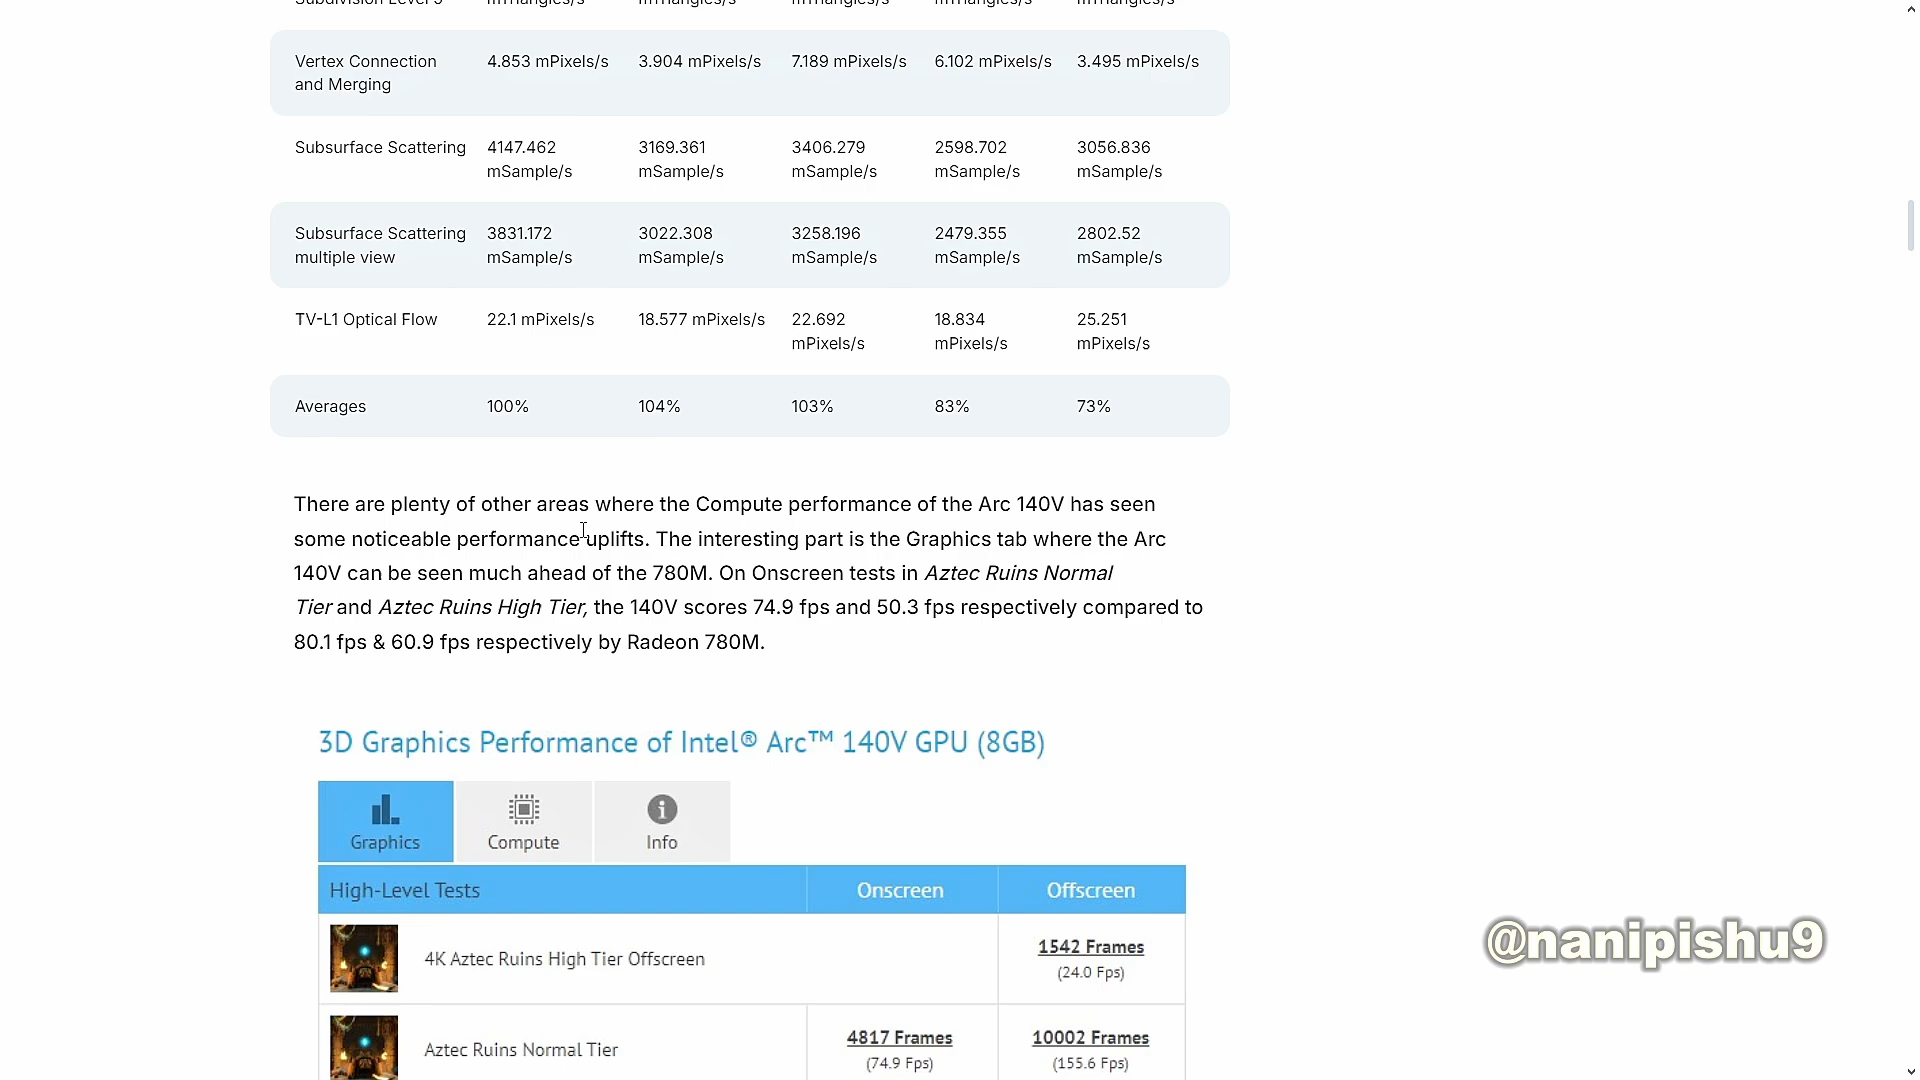 Subdivision Level 5 mTriangles/s mTriangles/s mTriangles/s mTriangles/s mTriangles/s
Vertex Connection 4.853 mPixels/s 3.904 mPixels/s 7.189 mPixels/s 6.102 mPixels/s 3.495 mPixels/s
and Merging
Subsurface Scattering 4147.462 3169.361 3406.279 2598.702 3056.836
mSample/s mSample/s mSample/s mSample/s mSample/s
Subsurface Scattering 3831.172 3022.308 3258.196 2479.355 2802.52
multiple view mSample/s mSample/s mSample/s mSample/s mSample/s
TV-L1 Optical Flow 22.1 mPixels/s 18.577 mPixels/s 22.692 18.834 25.251
mPixels/s mPixels/s mPixels/s
Averages 100% 104% 103% 83% 73%
There are plenty of other areas where the Compute performance of the Arc 140V has seen
some noticeable performance uplifts. The interesting part is the Graphics tab where the Arc
140V can be seen much ahead of the 780M. On Onscreen tests in Aztec Ruins Normal
Tier and Aztec Ruins High Tier, the 140V scores 74.9 fps and 50.3 fps respectively compared to
80.1 fps & 60.9 fps respectively by Radeon 780M.
3D Graphics Performance of Intel® Arc™ 140V GPU (8GB)
Graphics Compute Info
High-Level Tests Onscreen Offscreen
4K Aztec Ruins High Tier Offscreen 1542 Frames
(24.0 Fps)
Aztec Ruins Normal Tier 4817 Frames 10002 Frames
(74.9 Fps) (155.6 Fps)
@nanipishu9